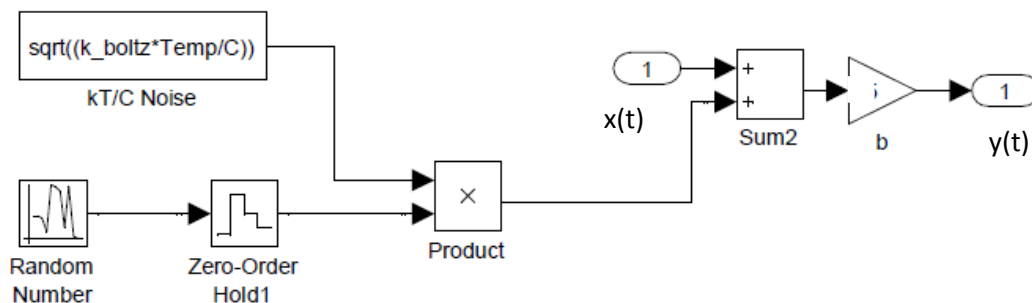 sqrt((k_boltz*Temp/C))
kT/C Noise
1
x(t)
+
+
Sum2
b
1
y(t)
Random
Number
Zero-Order
Hold1
×
Product